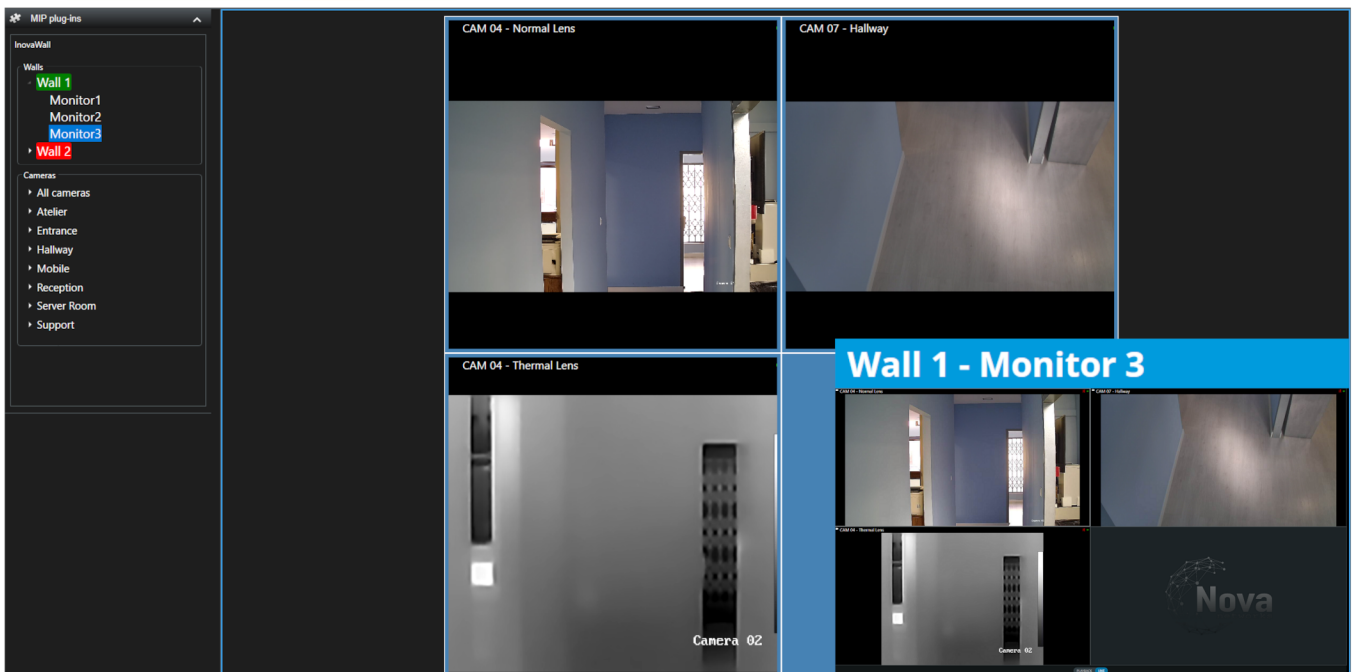 MIP plug-ins
InovaWall
Walls
Wall 1
Monitor1
Monitor2
Monitor3
Wall 2
Cameras
All cameras
Atelier
Entrance
Hallway
Mobile
Reception
Server Room
Support
CAM 04 - Normal Lens
CAM 07 - Hallway
CAM 04 - Thermal Lens
Camera 02
Wall 1 - Monitor 3
CAM 04 - Normal Lens
CAM 07 - Hallway
CAM 04 - Thermal Lens
Camera 02
Nova